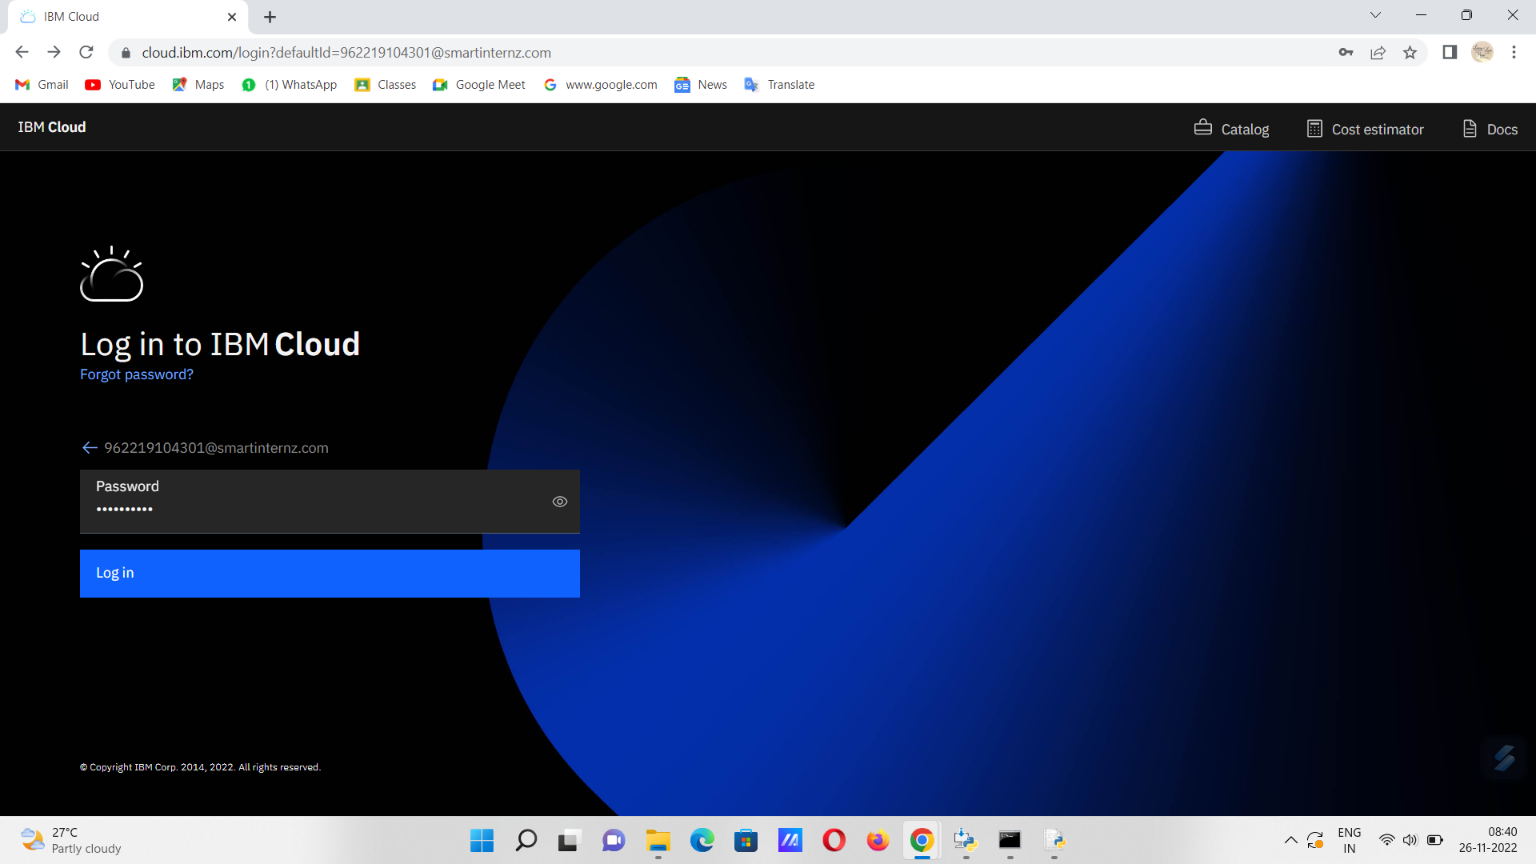 IBM Cloud
cloud.ibm.com/login?defaultId=962219104301@smartinternz.com
Gmail YouTube Maps 1 (1) WhatsApp Classes Google Meet www.google.com GE News Translate
IBM Cloud Catalog Cost estimator Docs
Log in to IBM Cloud
Forgot password?
962219104301@smartinternz.com
Password
••••••••••
Log in
© Copyright IBM Corp. 2014, 2022. All rights reserved.
27°C
Partly cloudy
ENG
IN
08:40
26-11-2022